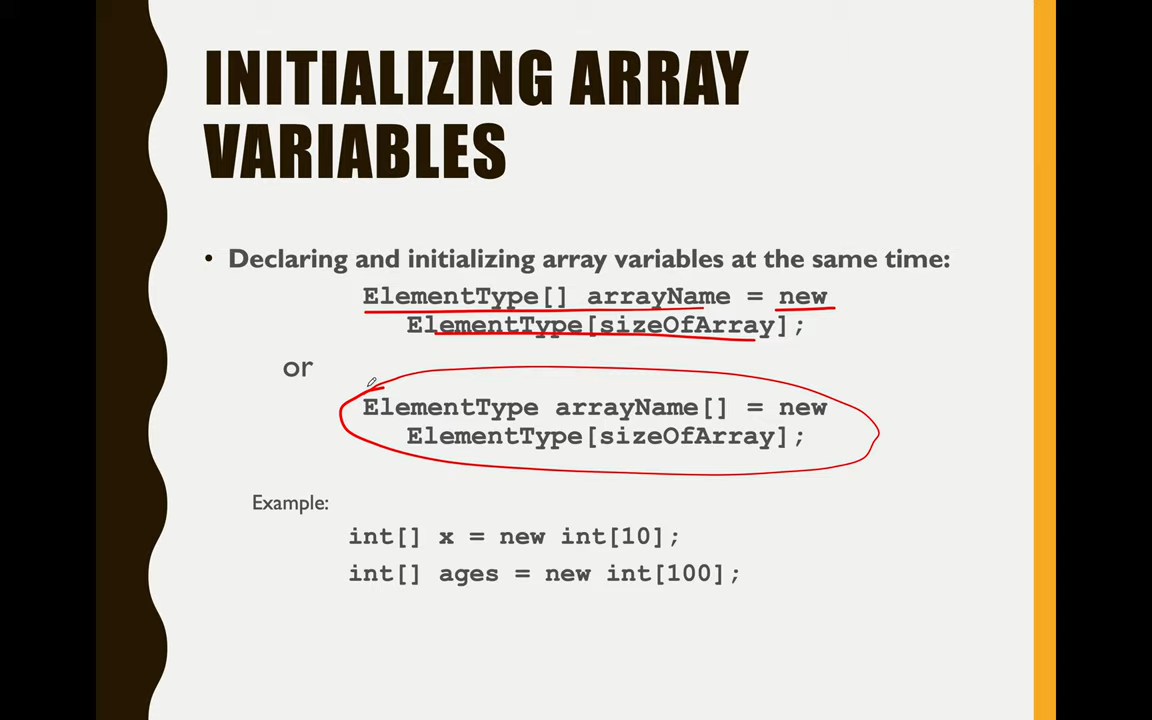 INITIALIZING ARRAY
VARIABLES
• Declaring and initializing array variables at the same time:
ElementType[] arrayName = new
ElementType[sizeOfArray];
or
ElementType arrayName[] = new
ElementType[sizeOfArray];
Example:
int[] x = new int[10];
int[] ages = new int[100];